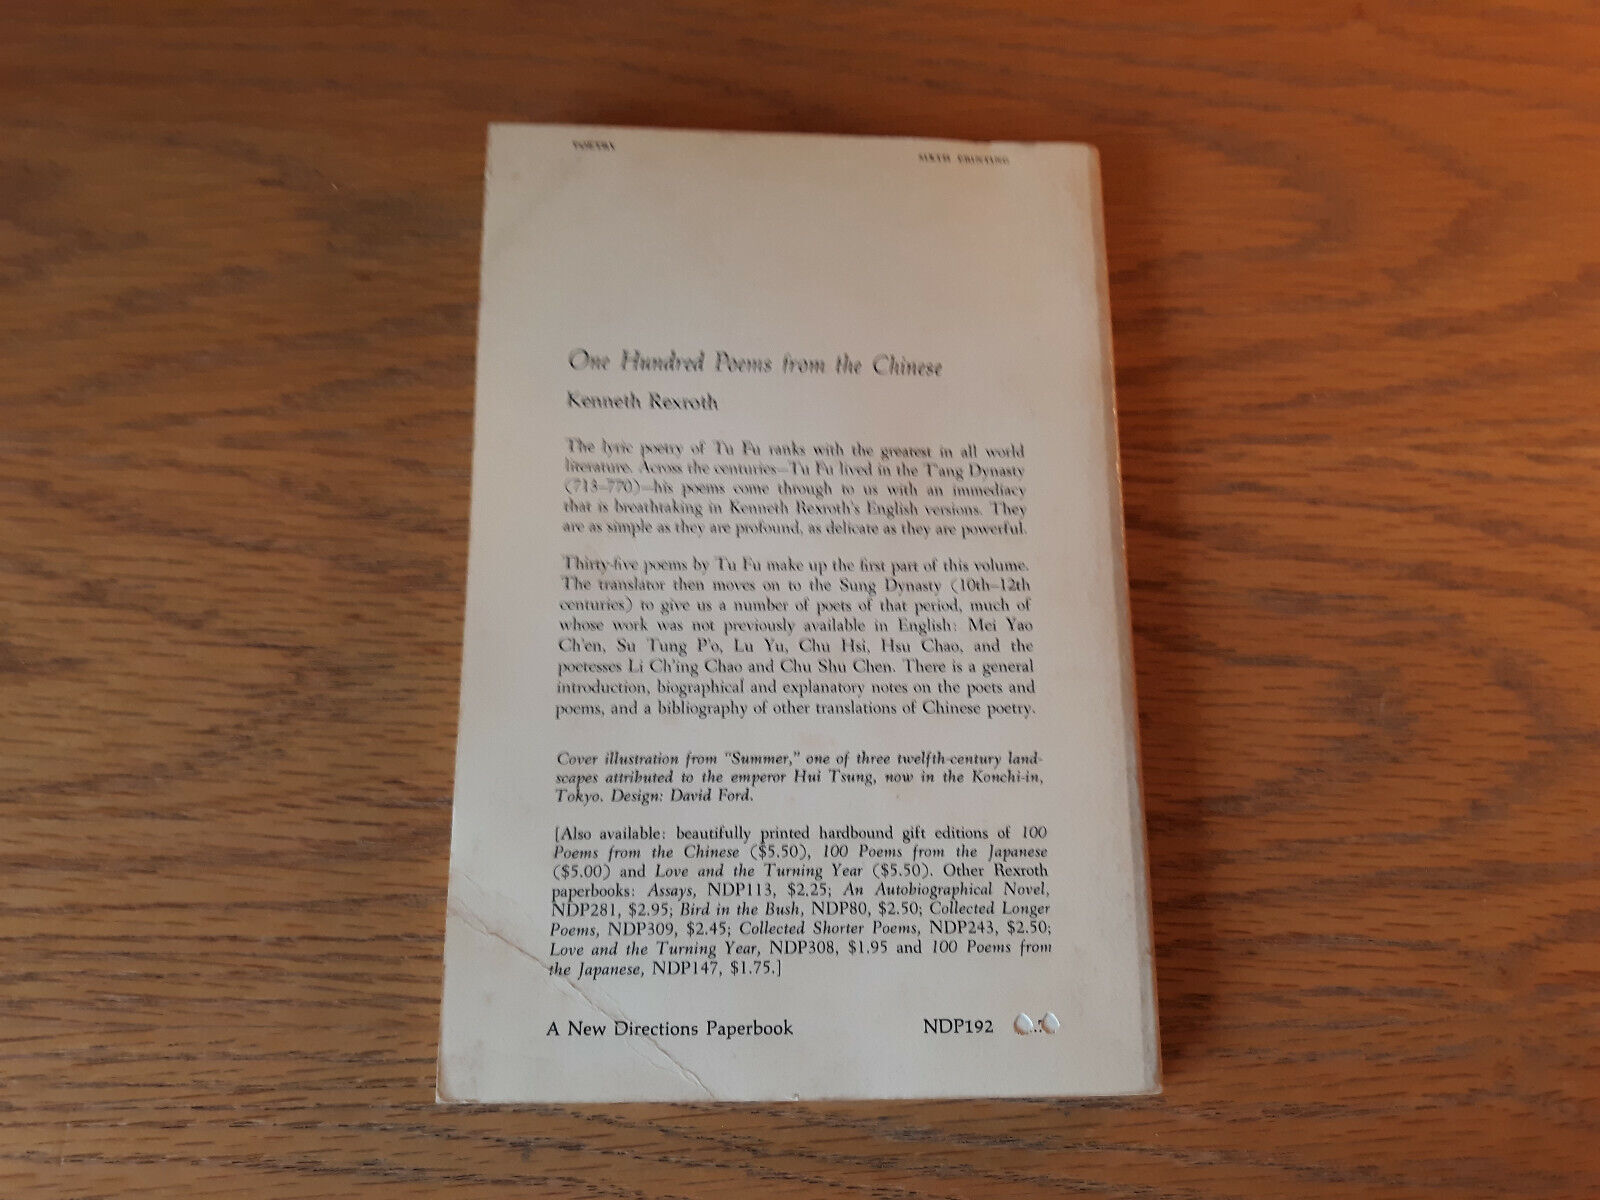 POETRY
SIXTH PRINTING
One Hundred Poems from the Chinese
Kenneth Rexroth
The lyric poetry of Tu Fu ranks with the greatest in all world
literature. Across the centuries—Tu Fu lived in the T'ang Dynasty
(713–770)—his poems come through to us with an immediacy
that is breathtaking in Kenneth Rexroth's English versions. They
are as simple as they are profound, as delicate as they are powerful.
Thirty-five poems by Tu Fu make up the first part of this volume.
The translator then moves on to the Sung Dynasty (10th–12th
centuries) to give us a number of poets of that period, much of
whose work was not previously available in English: Mei Yao
Ch'en, Su Tung P'o, Lu Yu, Chu Hsi, Hsu Chao, and the
poetesses Li Ch'ing Chao and Chu Shu Chen. There is a general
introduction, biographical and explanatory notes on the poets and
poems, and a bibliography of other translations of Chinese poetry.
Cover illustration from "Summer," one of three twelfth-century land-
scapes attributed to the emperor Hui Tsung, now in the Konchi-in,
Tokyo. Design: David Ford.
[Also available: beautifully printed hardbound gift editions of 100
Poems from the Chinese ($5.50), 100 Poems from the Japanese
($5.00) and Love and the Turning Year ($5.50). Other Rexroth
paperbooks: Assays, NDP113, $2.25; An Autobiographical Novel,
NDP281, $2.95; Bird in the Bush, NDP80, $2.50; Collected Longer
Poems, NDP309, $2.45; Collected Shorter Poems, NDP243, $2.50;
Love and the Turning Year, NDP308, $1.95 and 100 Poems from
the Japanese, NDP147, $1.75.]
A New Directions Paperbook NDP192